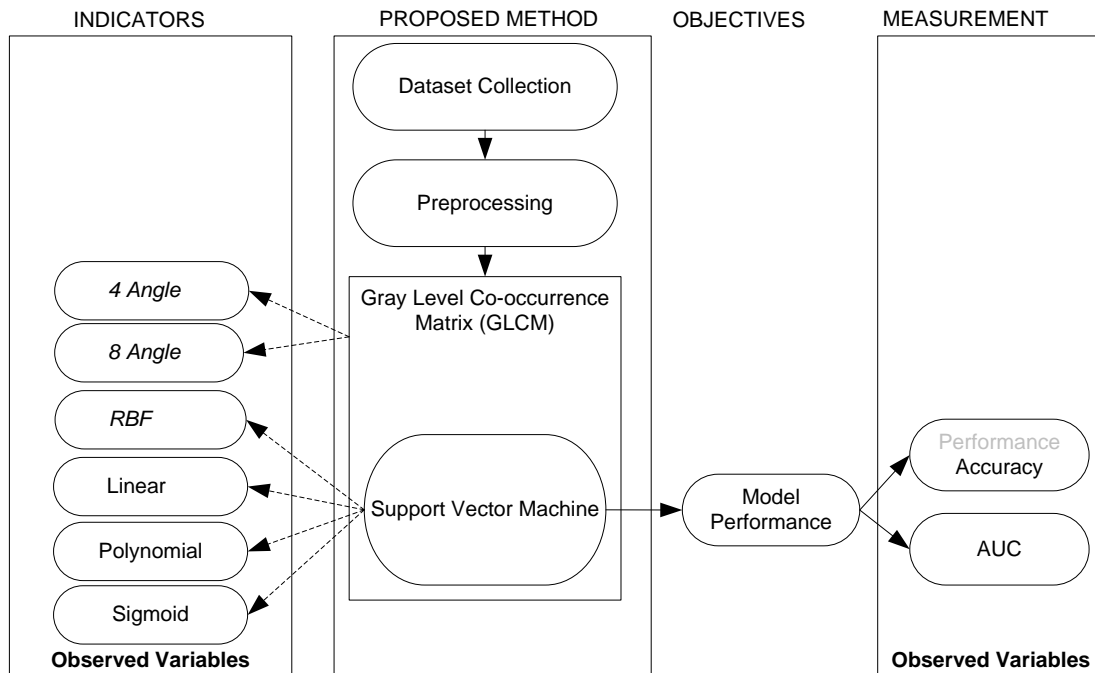 INDICATORS
PROPOSED METHOD
OBJECTIVES
MEASUREMENT
Dataset Collection
Preprocessing
4 Angle
8 Angle
RBF
Linear
Polynomial
Sigmoid
Observed Variables
Gray Level Co-occurrence
Matrix (GLCM)
Support Vector Machine
Model
Performance
Performance
Accuracy
AUC
Observed Variables